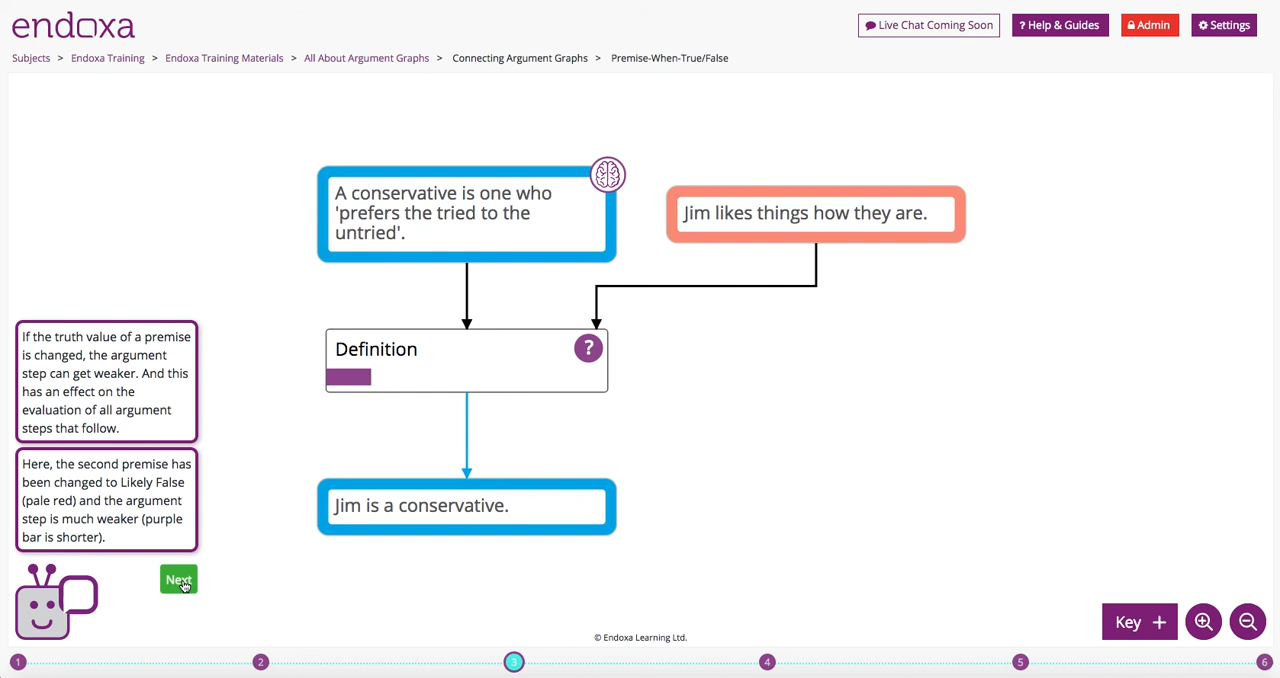 endoxa
Live Chat Coming Soon
? Help & Guides
Admin
Settings
Subjects > Endoxa Training > Endoxa Training Materials > All About Argument Graphs > Connecting Argument Graphs > Premise-When-True/False
A conservative is one who
'prefers the tried to the
untried'.
Jim likes things how they are.
Definition
?
If the truth value of a premise
is changed, the argument
step can get weaker. And this
has an effect on the
evaluation of all argument
steps that follow.
Here, the second premise has
been changed to Likely False
(pale red) and the argument
step is much weaker (purple
bar is shorter).
Jim is a conservative.
Next
Key +
© Endoxa Learning Ltd.
1 2 3 4 5 6